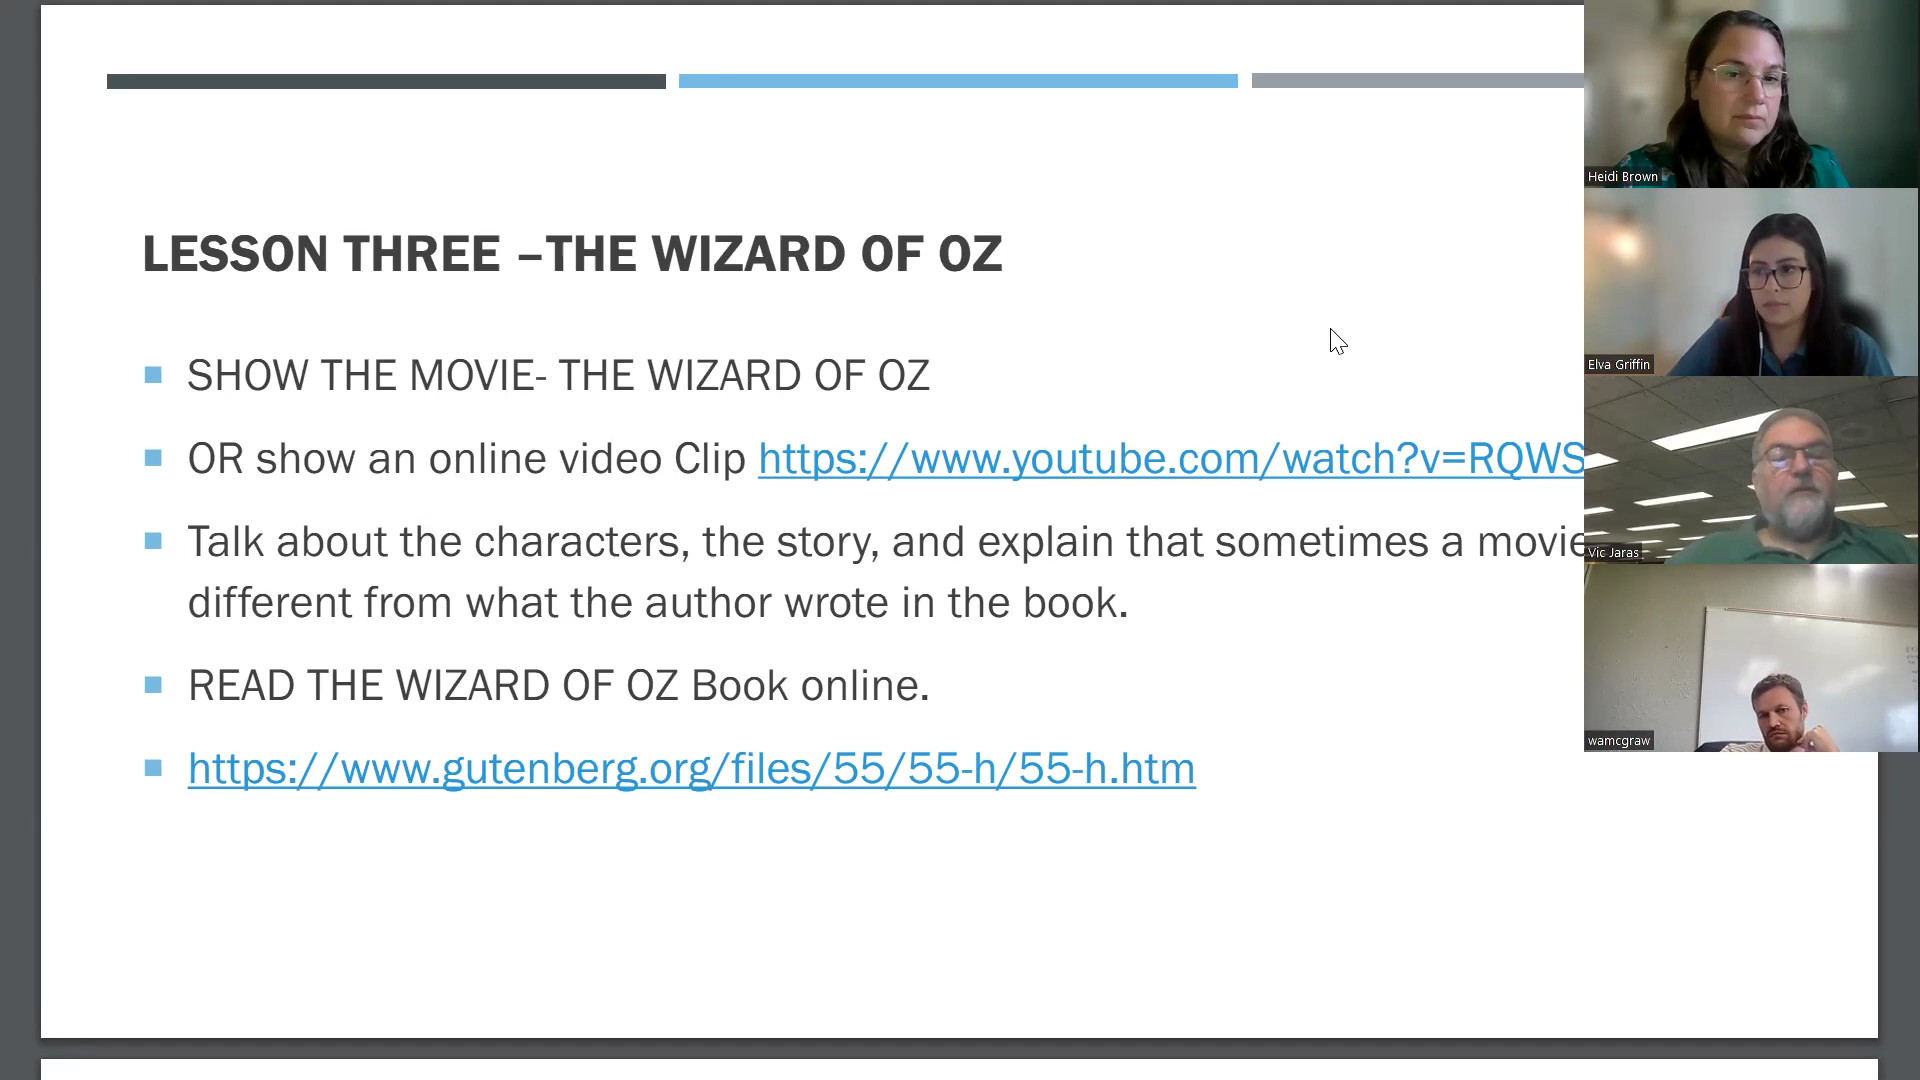 LESSON THREE –THE WIZARD OF OZ
SHOW THE MOVIE- THE WIZARD OF OZ
OR show an online video Clip https://www.youtube.com/watch?v=RQWS
Talk about the characters, the story, and explain that sometimes a movie
different from what the author wrote in the book.
READ THE WIZARD OF OZ Book online.
https://www.gutenberg.org/files/55/55-h/55-h.htm
Heidi Brown
Elva Griffin
Vic Jaras
wamcgraw